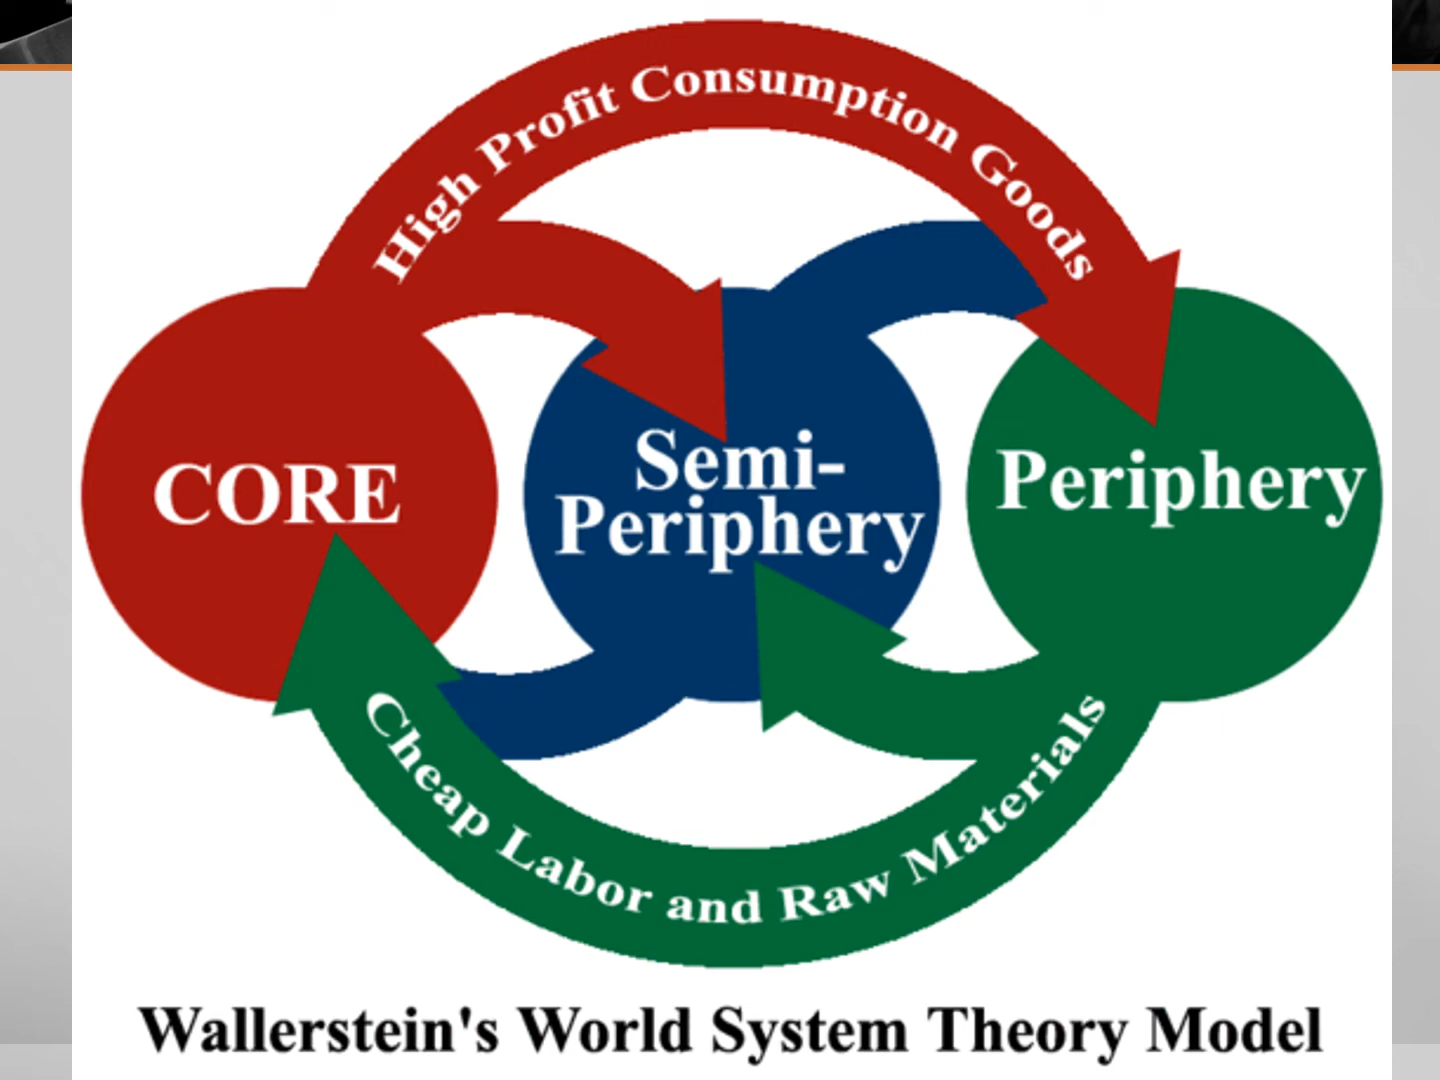 High Profit Consumption Goods
CORE
Semi-
Periphery
Periphery
Cheap Labor and Raw Materials
Wallerstein's World System Theory Model